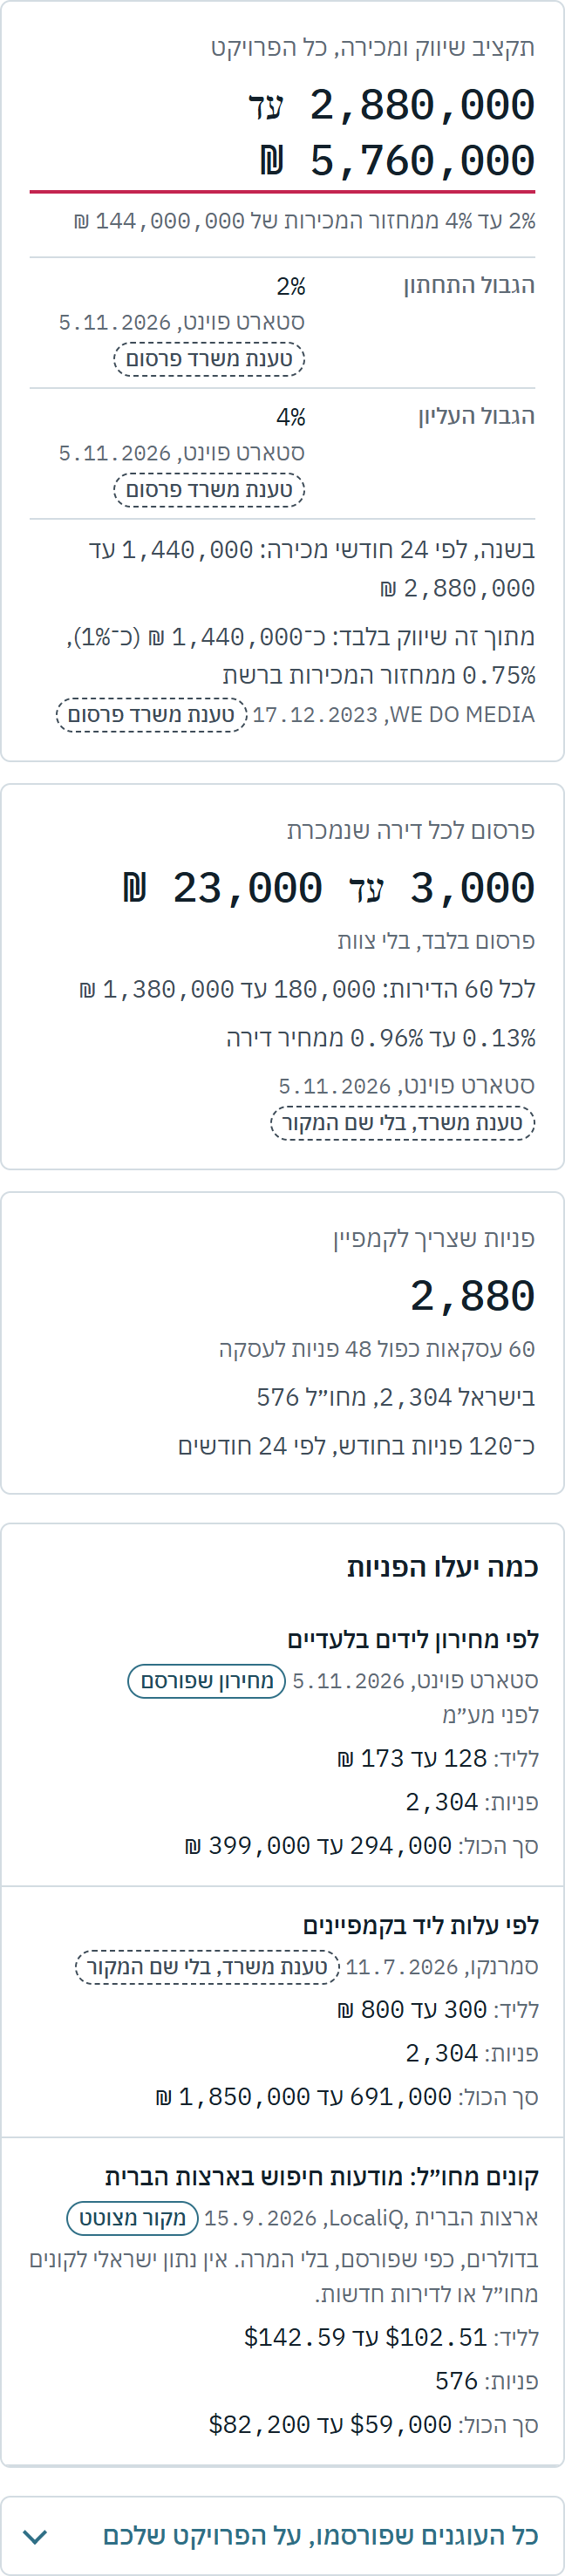 תקציב שיווק ומכירה, כל הפרויקט
2,880,000 עד
5,760,000 ₪
2% עד 4% ממחזור המכירות של 144,000,000 ₪
הגבול התחתון
2%
סטארט פוינט, 5.11.2026
טענת משרד פרסום
הגבול העליון
4%
סטארט פוינט, 5.11.2026
טענת משרד פרסום
בשנה, לפי 24 חודשי מכירה: 1,440,000 עד
2,880,000 ₪
מתוך זה שיווק בלבד: כ־1,440,000 ₪ (כ־1%),
0.75% ממחזור המכירות ברשת
WE DO MEDIA, 17.12.2023 טענת משרד פרסום
פרסום לכל דירה שנמכרת
3,000 עד 23,000 ₪
פרסום בלבד, בלי צוות
לכל 60 הדירות: 180,000 עד 1,380,000 ₪
0.13% עד 0.96% ממחיר דירה
סטארט פוינט, 5.11.2026
טענת משרד, בלי שם המקור
פניות שצריך לקמפיין
2,880
60 עסקאות כפול 48 פניות לעסקה
בישראל 2,304, מחו״ל 576
כ־120 פניות בחודש, לפי 24 חודשים
כמה יעלו הפניות
לפי מחירון לידים בלעדיים
סטארט פוינט, 5.11.2026 מחירון שפורסם
לפני מע״מ
לליד: 128 עד 173 ₪
פניות: 2,304
סך הכול: 294,000 עד 399,000 ₪
לפי עלות ליד בקמפיינים
סמרנקו, 11.7.2026 טענת משרד, בלי שם המקור
לליד: 300 עד 800 ₪
פניות: 2,304
סך הכול: 691,000 עד 1,850,000 ₪
קונים מחו״ל: מודעות חיפוש בארצות הברית
ארצות הברית, LocaliQ, 15.9.2026 מקור מצוטט
בדולרים, כפי שפורסם, בלי המרה. אין נתון ישראלי לקונים
מחו״ל או לדירות חדשות.
לליד: $102.51 עד $142.59
פניות: 576
סך הכול: $59,000 עד $82,200
כל העוגנים שפורסמו, על הפרויקט שלכם